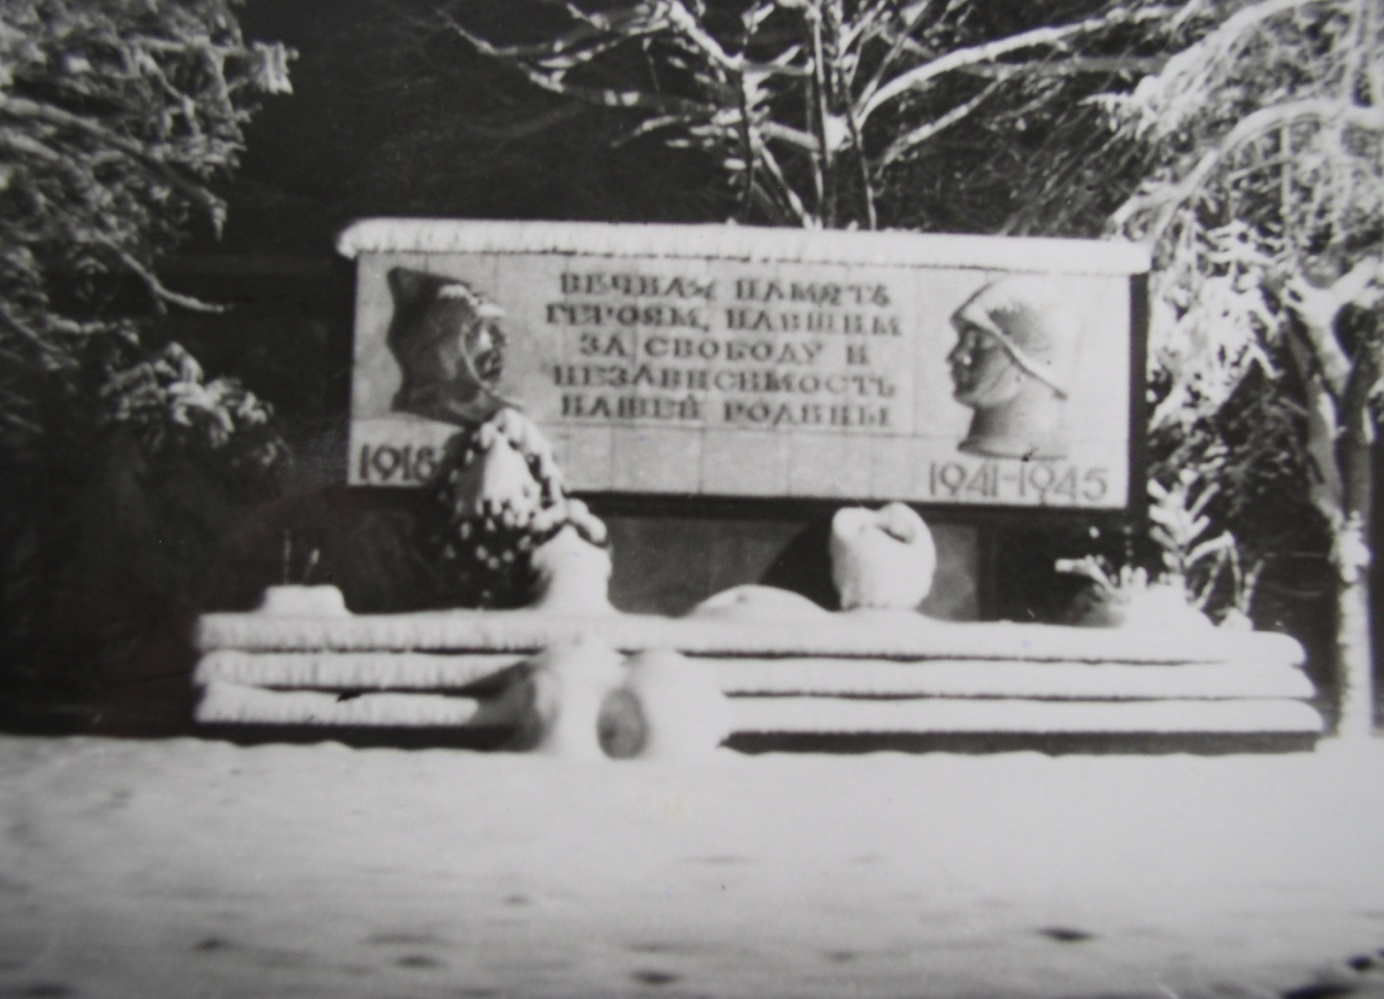 ВЕЧНАЯ ПАМЯТЬ
ГЕРОЯМ, ПАВШИМ
ЗА СВОБОДУ И
НЕЗАВИСИМОСТЬ
НАШЕЙ РОДИНЫ
1918
1941-1945